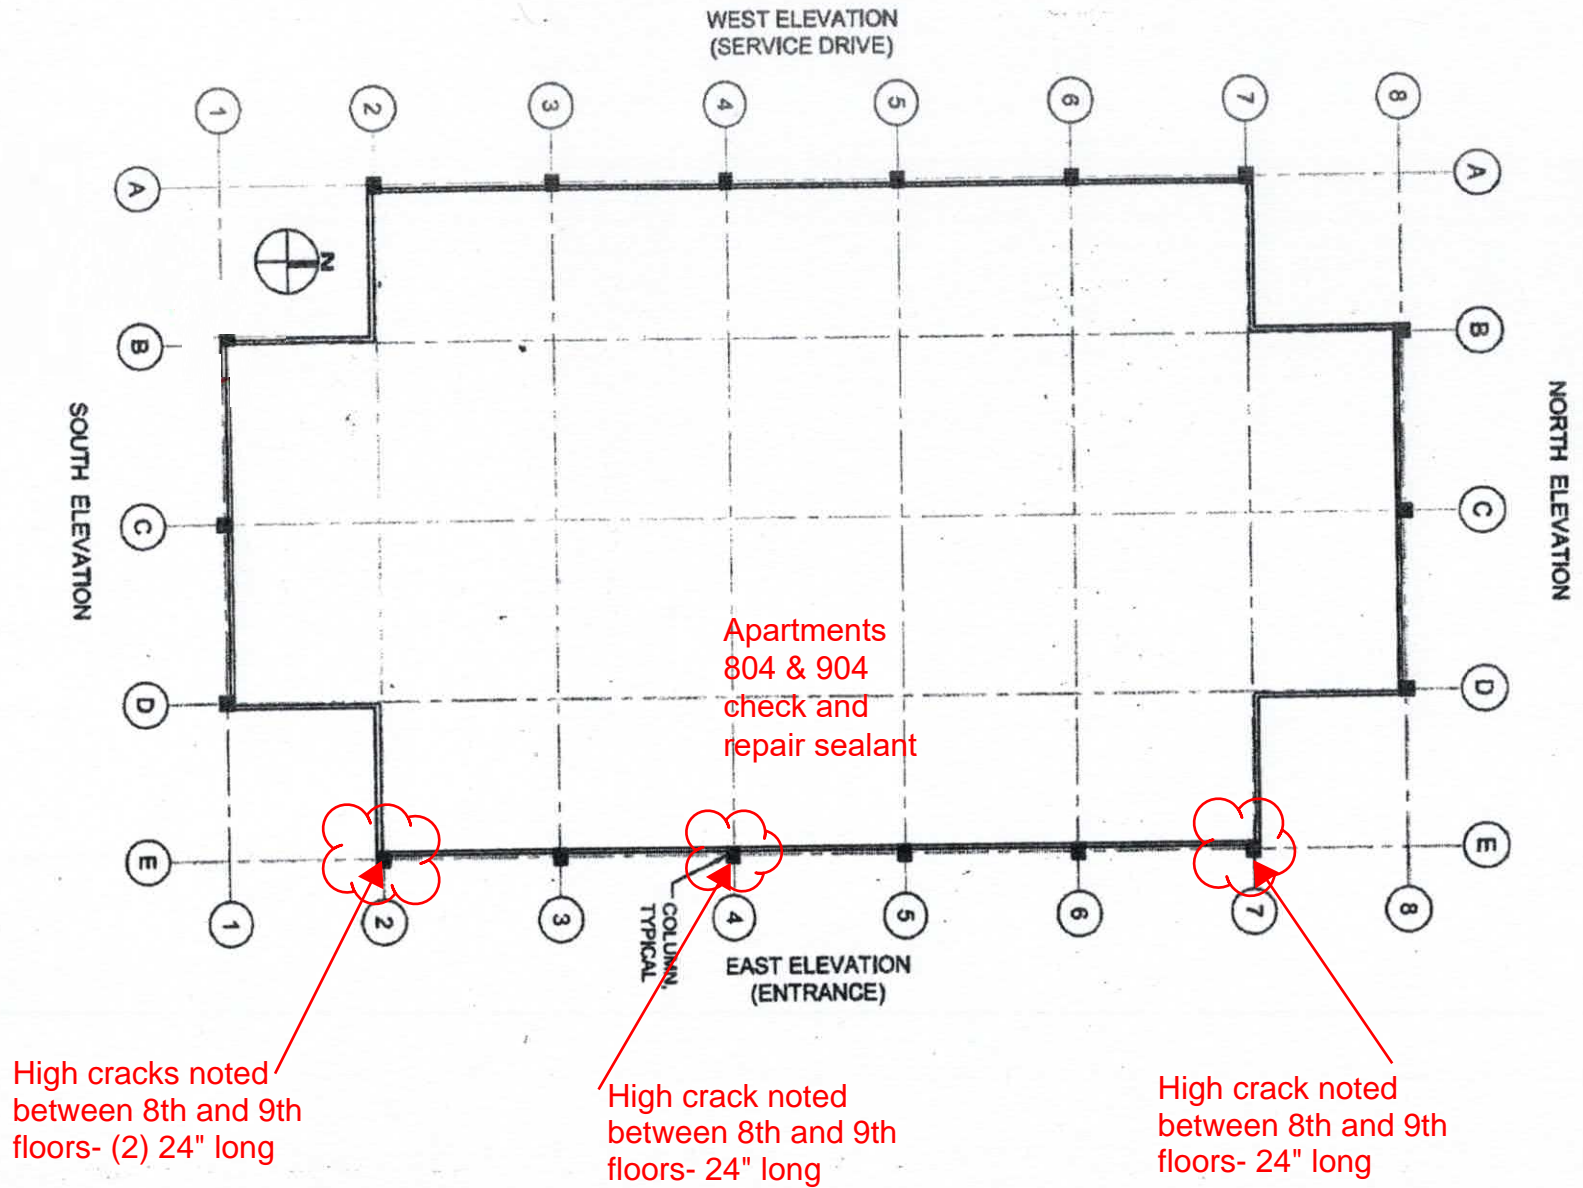 WEST ELEVATION
(SERVICE DRIVE)
1 2 3 4 5 6 7 8
A A
N
B B
SOUTH ELEVATION
NORTH ELEVATION
C C
Apartments
804 & 904
check and
repair sealant
D D
E E
1 2 3 4 5 6 7 8
COLUMN,
TYPICAL
EAST ELEVATION
(ENTRANCE)
High cracks noted
between 8th and 9th
floors- (2) 24" long
High crack noted
between 8th and 9th
floors- 24" long
High crack noted
between 8th and 9th
floors- 24" long